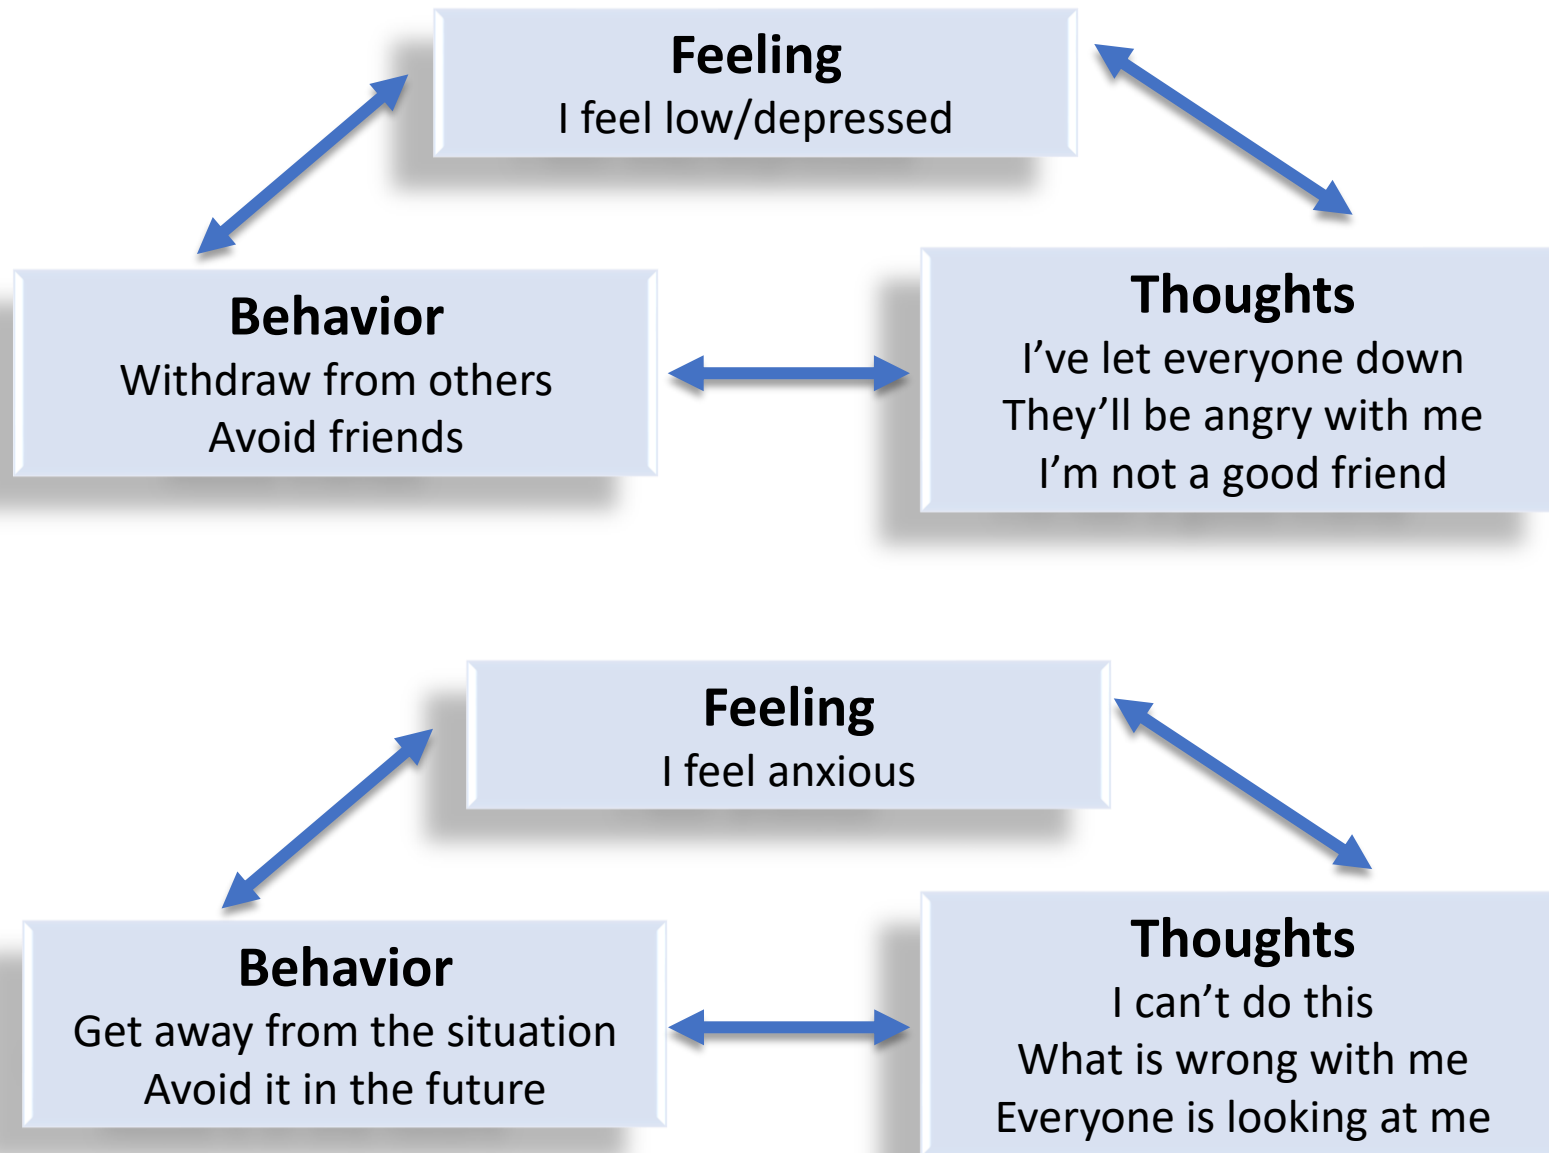 Feeling
I feel low/depressed
Behavior
Withdraw from others
Avoid friends
Thoughts
I've let everyone down
They'll be angry with me
I'm not a good friend
Feeling
I feel anxious
Behavior
Get away from the situation
Avoid it in the future
Thoughts
I can't do this
What is wrong with me
Everyone is looking at me